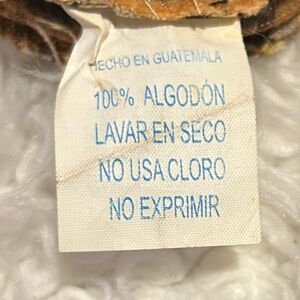 HECHO EN GUATEMALA
100% ALGODÓN
LAVAR EN SECO
NO USA CLORO
NO EXPRIMIR